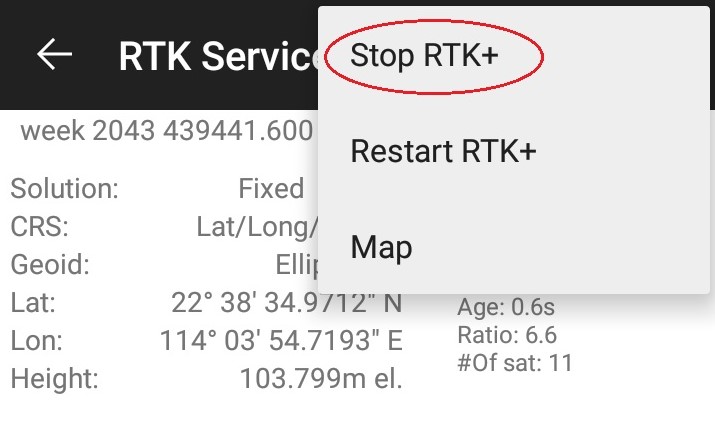 RTK Service
Stop RTK+
Restart RTK+
Map
week 2043 439441.600
Solution: Fixed
CRS: Lat/Long/
Geoid: Ellip
Lat: 22° 38' 34.9712" N
Lon: 114° 03' 54.7193" E
Height: 103.799m el.
Age: 0.6s
Ratio: 6.6
#Of sat: 11